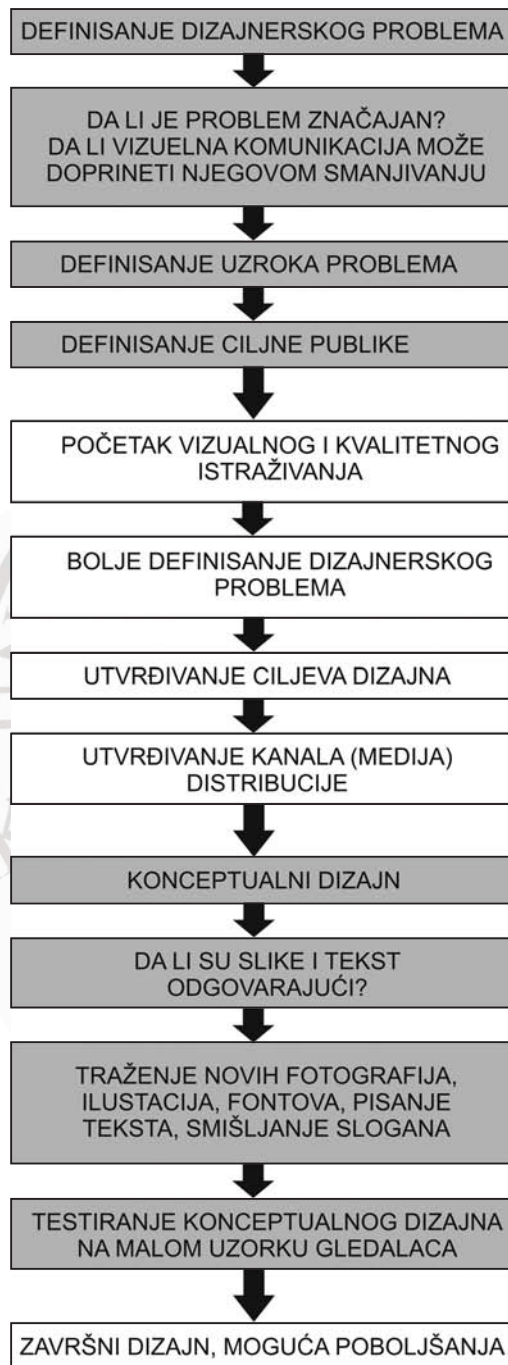 DEFINISANJE DIZAJNERSKOG PROBLEMA
DA LI JE PROBLEM ZNAČAJAN?
DA LI VIZUELNA KOMUNIKACIJA MOŽE
DOPRINETI NJEGOVOM SMANJIVANJU
DEFINISANJE UZROKA PROBLEMA
DEFINISANJE CILJNE PUBLIKE
POČETAK VIZUALNOG I KVALITETNOG
ISTRAŽIVANJA
BOLJE DEFINISANJE DIZAJNERSKOG
PROBLEMA
UTVRĐIVANJE CILJEVA DIZAJNA
UTVRĐIVANJE KANALA (MEDIJA)
DISTRIBUCIJE
KONCEPTUALNI DIZAJN
DA LI SU SLIKE I TEKST
ODGOVARAJUĆI?
TRAŽENJE NOVIH FOTOGRAFIJA,
ILUSTACIJA, FONTOVA, PISANJE
TEKSTA, SMIŠLJANJE SLOGANA
TESTIRANJE KONCEPTUALNOG DIZAJNA
NA MALOM UZORKU GLEDALACA
ZAVRŠNI DIZAJN, MOGUĆA POBOLJŠANJA